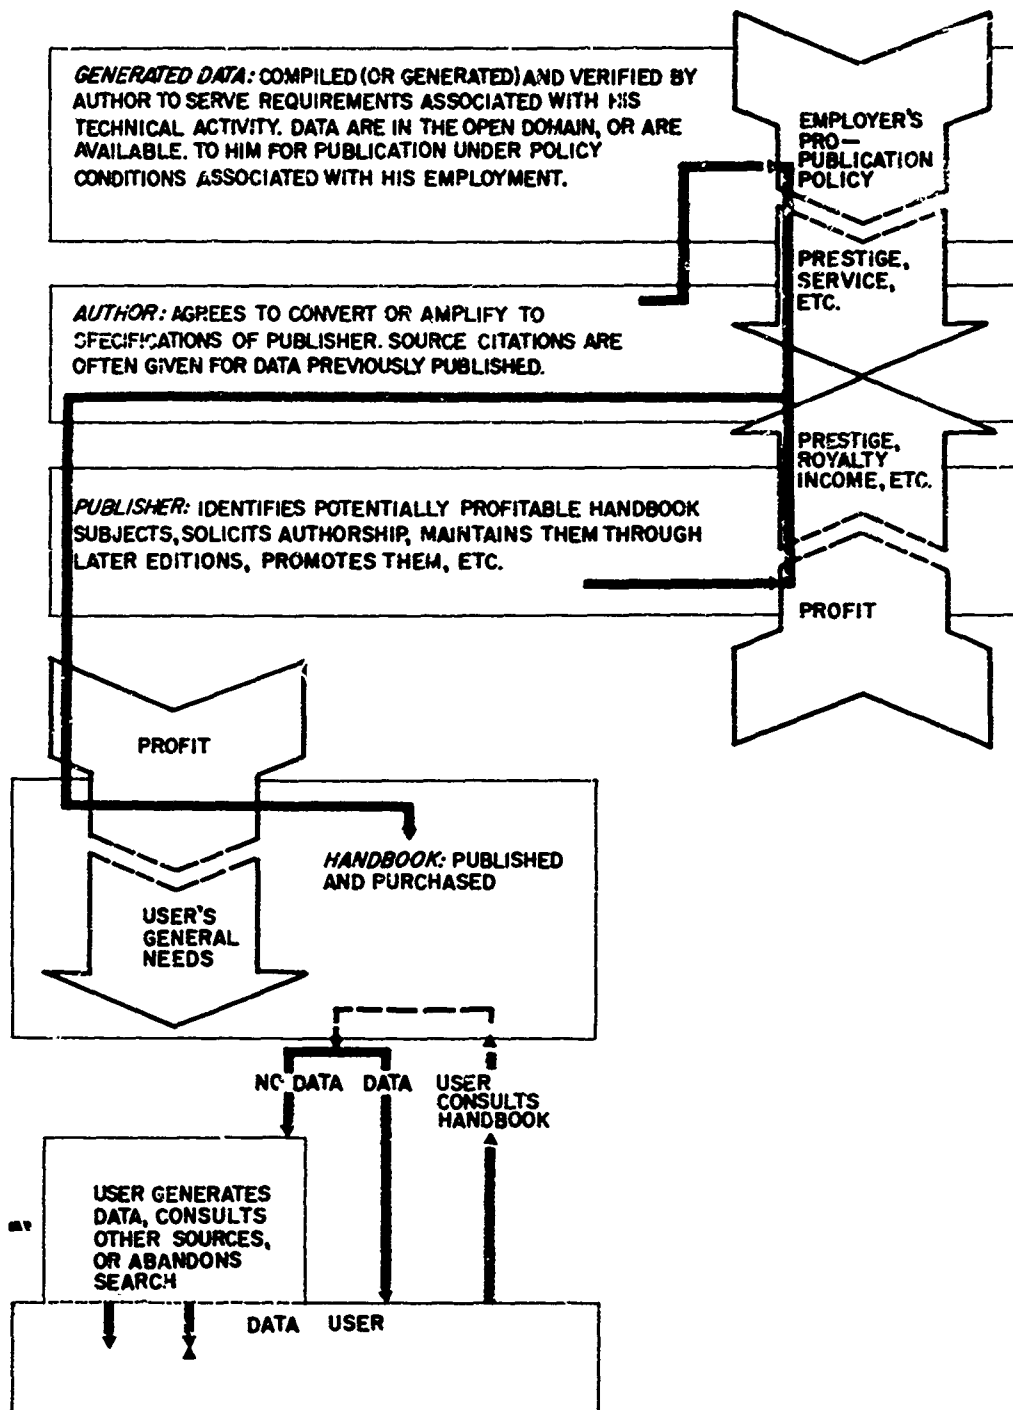 GENERATED DATA: COMPILED (OR GENERATED) AND VERIFIED BY
AUTHOR TO SERVE REQUIREMENTS ASSOCIATED WITH HIS
TECHNICAL ACTIVITY. DATA ARE IN THE OPEN DOMAIN, OR ARE
AVAILABLE. TO HIM FOR PUBLICATION UNDER POLICY
CONDITIONS ASSOCIATED WITH HIS EMPLOYMENT.
EMPLOYER'S
PRO—
PUBLICATION
POLICY
PRESTIGE,
SERVICE,
ETC.
AUTHOR: AGREES TO CONVERT OR AMPLIFY TO
SPECIFICATIONS OF PUBLISHER. SOURCE CITATIONS ARE
OFTEN GIVEN FOR DATA PREVIOUSLY PUBLISHED.
PRESTIGE,
ROYALTY
INCOME, ETC.
PUBLISHER: IDENTIFIES POTENTIALLY PROFITABLE HANDBOOK
SUBJECTS, SOLICITS AUTHORSHIP, MAINTAINS THEM THROUGH
LATER EDITIONS, PROMOTES THEM, ETC.
PROFIT
PROFIT
HANDBOOK: PUBLISHED
AND PURCHASED
USER'S
GENERAL
NEEDS
NO DATA DATA USER
CONSULTS
HANDBOOK
USER GENERATES
DATA, CONSULTS
OTHER SOURCES,
OR ABANDONS
SEARCH
DATA USER